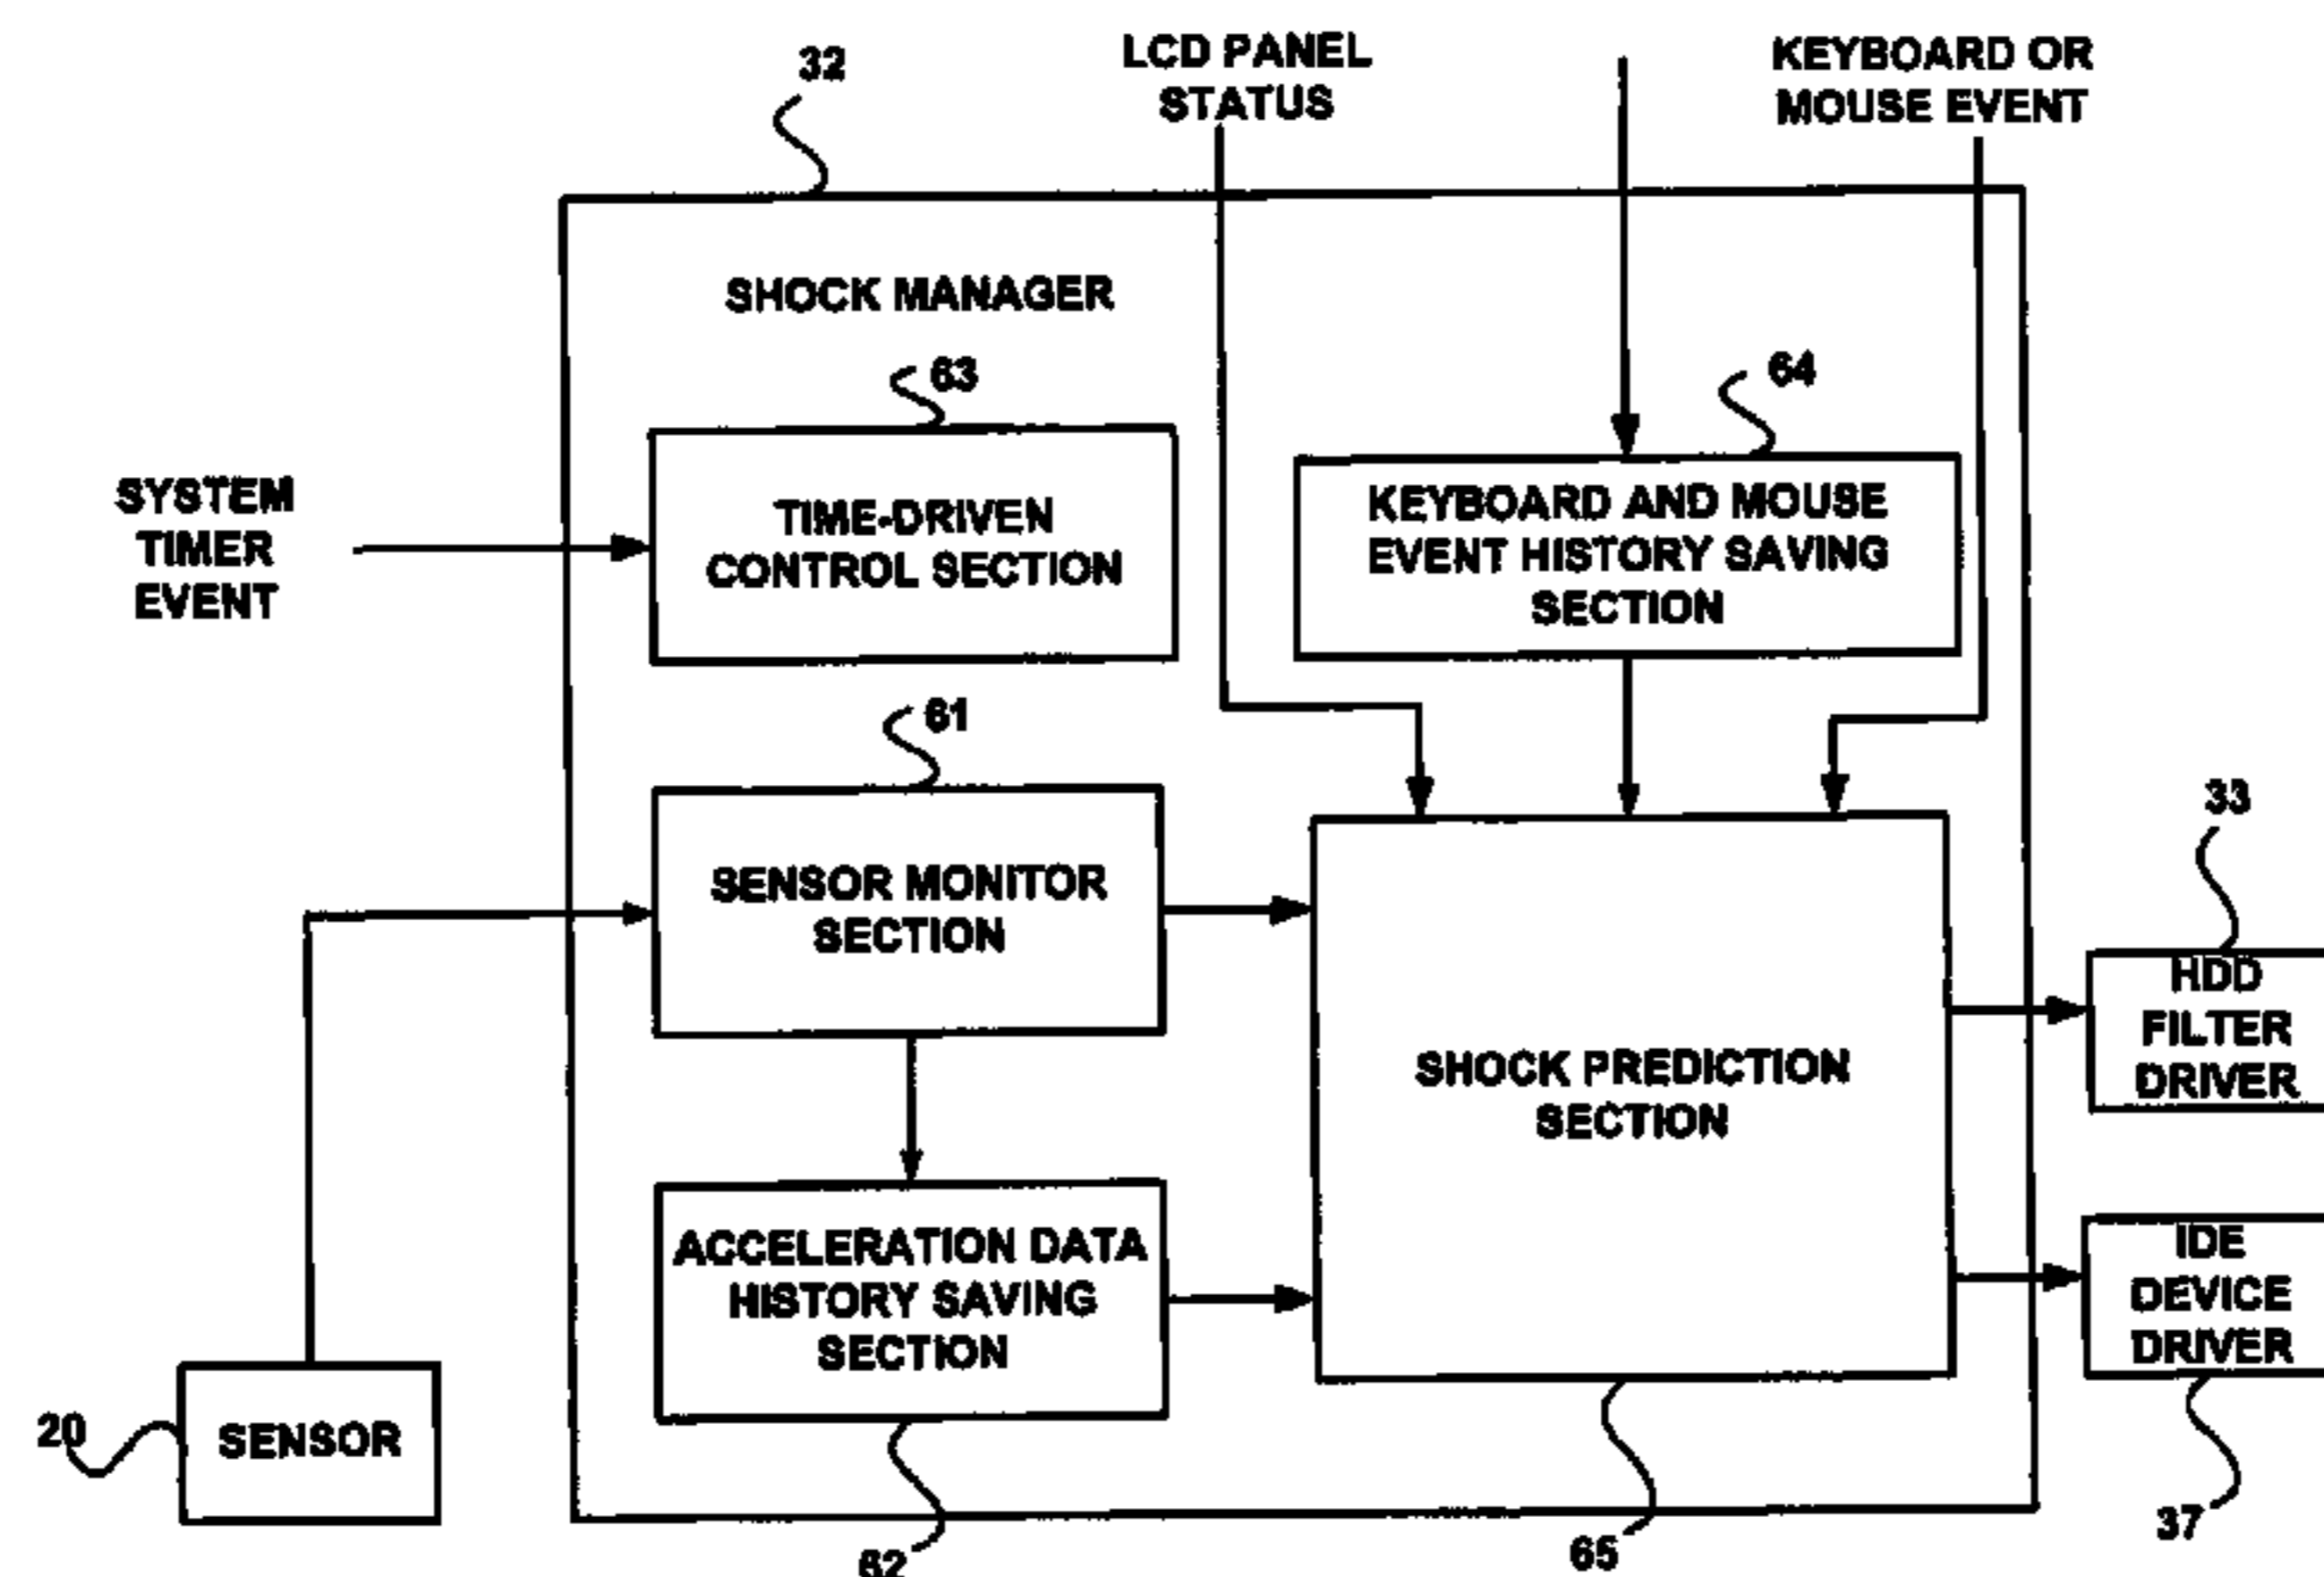 32
LCD PANEL
STATUS
KEYBOARD OR
MOUSE EVENT
SHOCK MANAGER
63
64
SYSTEM
TIMER
EVENT
TIME-DRIVEN
CONTROL SECTION
KEYBOARD AND MOUSE
EVENT HISTORY SAVING
SECTION
61
33
SENSOR MONITOR
SECTION
HDD
FILTER
DRIVER
SHOCK PREDICTION
SECTION
ACCELERATION DATA
HISTORY SAVING
SECTION
IDE
DEVICE
DRIVER
20
SENSOR
62
65
37